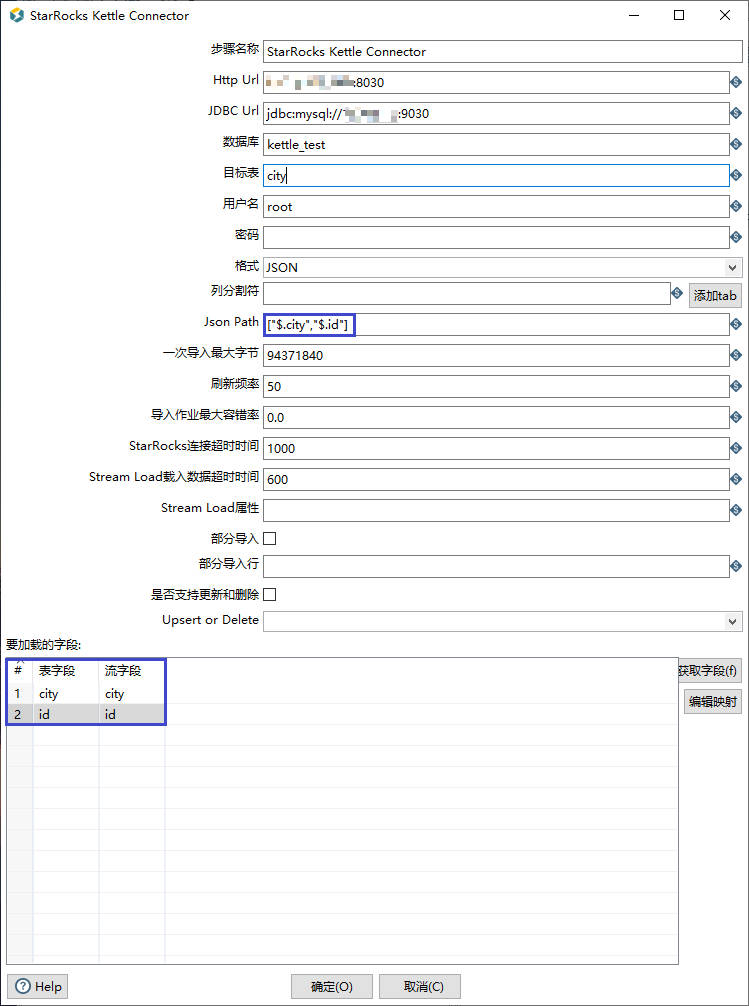 StarRocks Kettle Connector
步骤名称 StarRocks Kettle Connector
Http Url :8030
JDBC Url jdbc:mysql:// :9030
数据库 kettle_test
目标表 city
用户名 root
密码
格式 JSON
列分割符 添加tab
Json Path ["$.city","$.id"]
一次导入最大字节 94371840
刷新频率 50
导入作业最大容错率 0.0
StarRocks连接超时时间 1000
Stream Load载入数据超时时间 600
Stream Load属性
部分导入
部分导入行
是否支持更新和删除
Upsert or Delete
要加载的字段:
# 表字段 流字段 获取字段(f)
1 city city 编辑映射
2 id id
Help 确定(O) 取消(C)